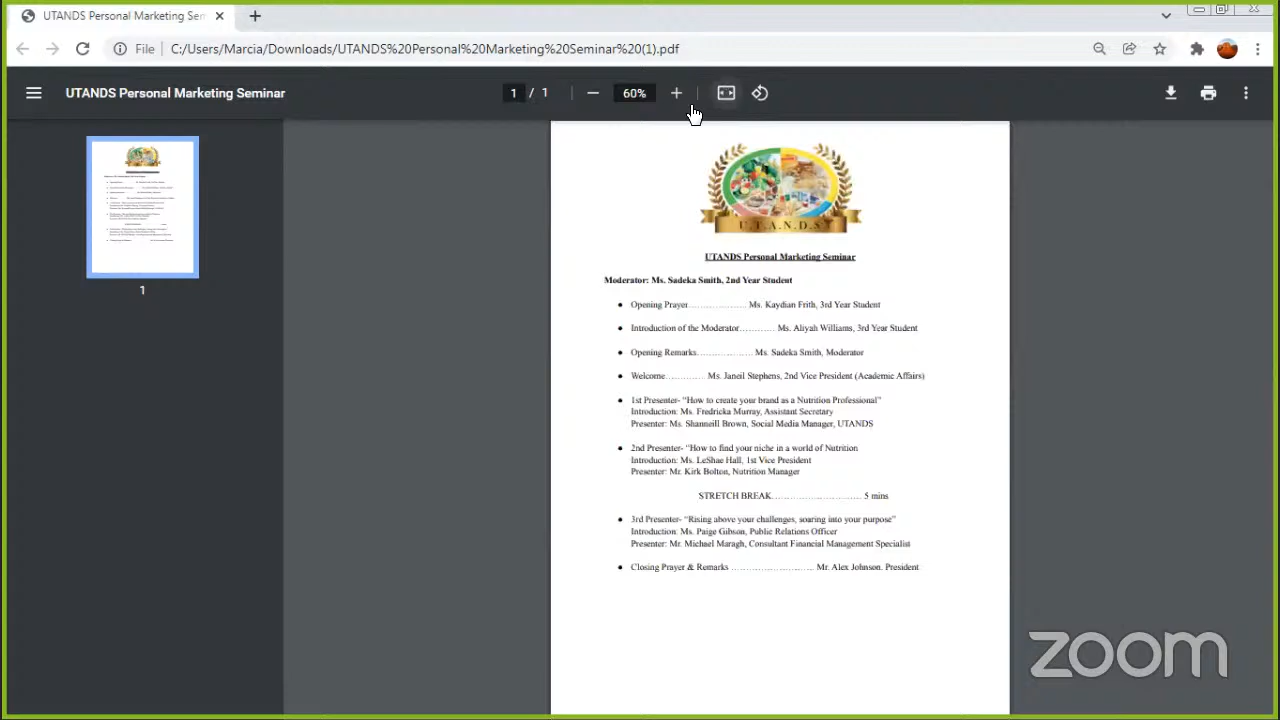 UTANDS Personal Marketing Sem
File C:/Users/Marcia/Downloads/UTANDS%20Personal%20Marketing%20Seminar%20(1).pdf
UTANDS Personal Marketing Seminar
1 / 1
60%
1
U.T.A.N.D.S
UTANDS Personal Marketing Seminar
Moderator: Ms. Sadeka Smith, 2nd Year Student
● Opening Prayer………………… Ms. Kaydian Frith, 3rd Year Student
● Introduction of the Moderator………… Ms. Aliyah Williams, 3rd Year Student
● Opening Remarks……………… Ms. Sadeka Smith, Moderator
● Welcome………… Ms. Janeil Stephens, 2nd Vice President (Academic Affairs)
● 1st Presenter- “How to create your brand as a Nutrition Professional”
Introduction: Ms. Fredricka Murray, Assistant Secretary
Presenter: Ms. Shanneill Brown, Social Media Manager, UTANDS
● 2nd Presenter- “How to find your niche in a world of Nutrition
Introduction: Ms. LeShae Hall, 1st Vice President
Presenter: Mr. Kirk Bolton, Nutrition Manager
STRETCH BREAK………………………… 5 mins
● 3rd Presenter- “Rising above your challenges, soaring into your purpose”
Introduction: Ms. Paige Gibson, Public Relations Officer
Presenter: Mr. Michael Maragh, Consultant Financial Management Specialist
● Closing Prayer & Remarks ……………………… Mr. Alex Johnson. President
zoom